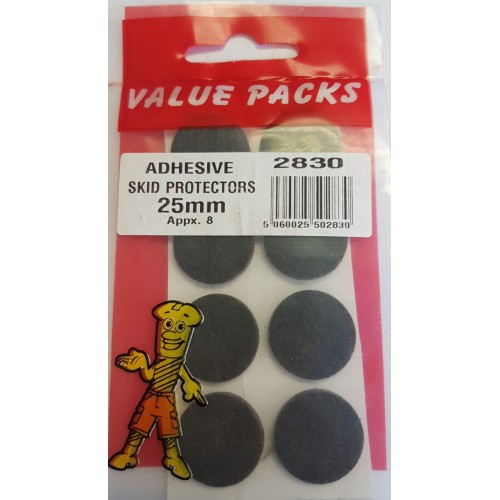 VALUE PACKS
ADHESIVE
SKID PROTECTORS
25mm
Appx. 8
2830
5 060025 502830